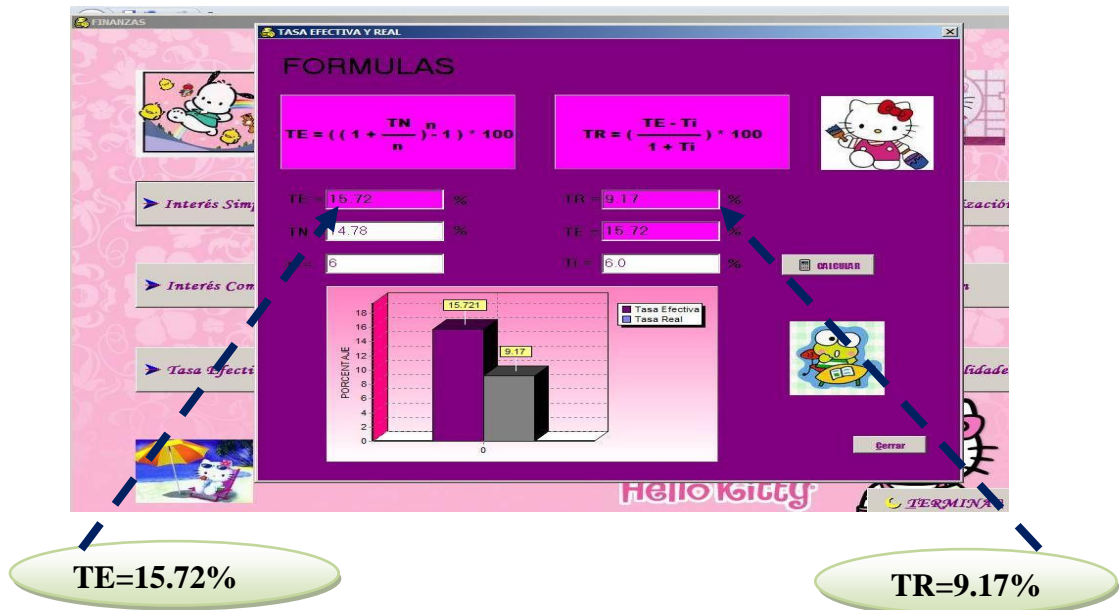 FINANZAS
TASA EFECTIVA Y REAL
FORMULAS
TE = ( ( 1 + TN / n )^n - 1 ) * 100
TR = ( TE - Ti / 1 + Ti ) * 100
TE = 15.72 %
TR = 9.17 %
Interés Sim
TN = 14.78 %
TE = 15.72 %
= 6
Ti = 6.0 %
CALCULAR
Interés Com
15.721
9.17
Tasa Efectiva
Tasa Real
PORCENTAJE
18
16
14
12
10
8
6
4
2
0
0
Tasa Efecti
lidade
Cerrar
Hello Kitty
TERMINAR
TE=15.72%
TR=9.17%